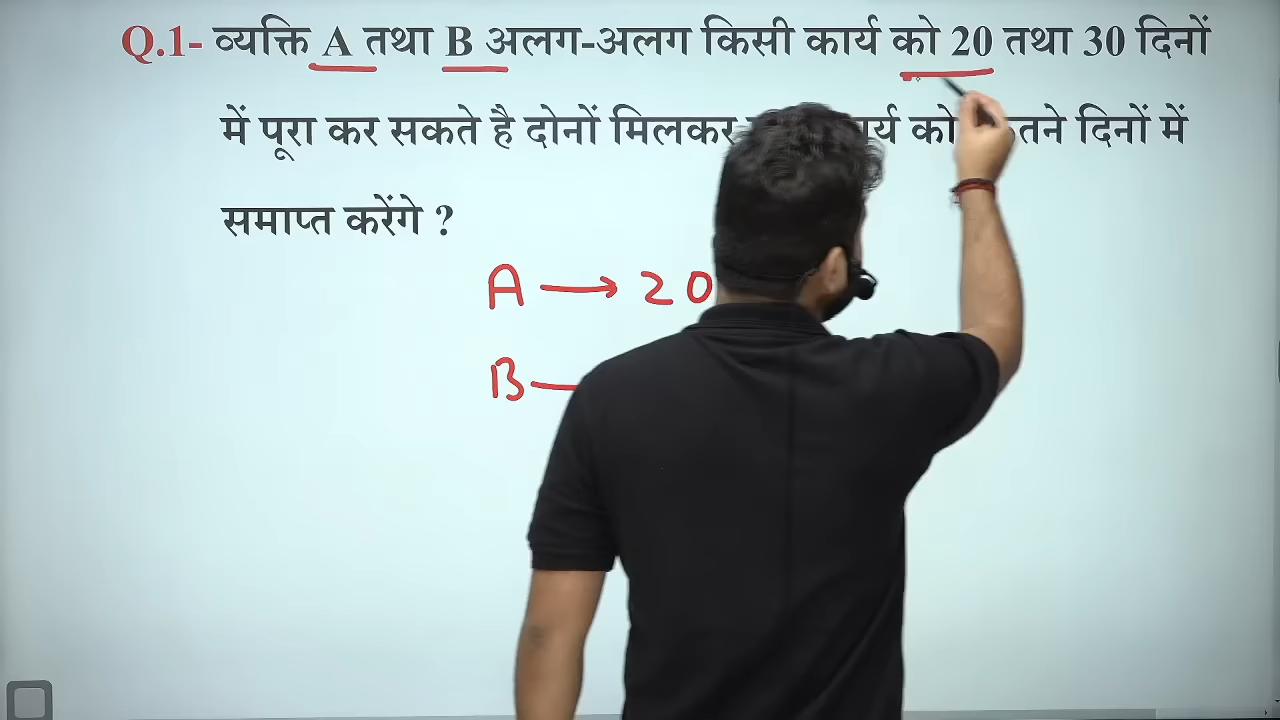 Q.1- व्यक्ति A तथा B अलग-अलग किसी कार्य को 20 तथा 30 दिनों
में पूरा कर सकते है दोनों मिलकर को दिनों में
समाप्त करेंगे ?
A → 20
B